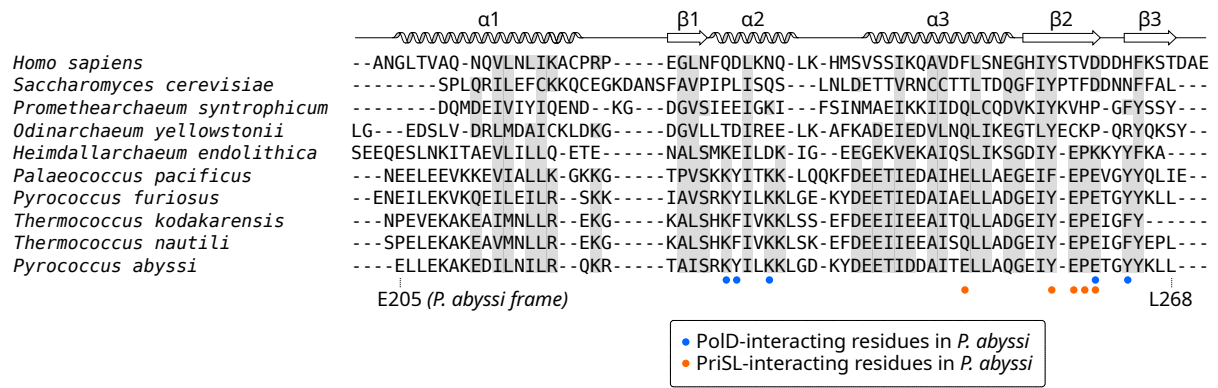 α1 β1 α2 α3 β2 β3
Homo sapiens --ANGLTVAQ-NQVLNLIKACPRP-----EGLNFQDLKNQ-LK-HMSVSSIKQAVDFLSNEGHIYSTVDDDHFKSTDAE
Saccharomyces cerevisiae --------SPLQRILEFCKKQCEGKDANSFAVPIPLISQS---LNLDETTVRNCCTTLTDQGFIYPTFDDNNFFAL---
Promethearchaeum syntrophicum --------DQMDEIVIYIQEND--KG---DGVSIEEIGKI---FSINMAEIKKIIDQLCQDVKIYKVHP-GFYSSY---
Odinarchaeum yellowstonii LG---EDSLV-DRLMDAICKLDKG-----DGVLLTDIREE-LK-AFKADEIEDVLNQLIKEGTLYECKP-QRYQKSY--
Heimdallarchaeum endolithica SEEQESLNKITAEVLILLQ-ETE------NALSMKEILDK-IG--EEGEKVEKAIQSLIKSGDIY-EPKKYYFKA----
Palaeococcus pacificus ---NEELEEVKKEVIALLK-KGKKG----TPVSKKYITKK-LQQKFDEETIEDAIHELLAEGEIF-EPEVGYYQLIE--
Pyrococcus furiosus --ENEILEKVKQEILEILR--SKK-----IAVSRKYILKKLGE-KYDEETIEDAIHELLAEGEIY-EPETGYYKLL---
Thermococcus kodakarensis ---NPEVEKAKEAIMNLLR--EKG-----KALSHKFIVKKLSS-EFDEEIIEEAITQLLADGEIY-EPEIGFY------
Thermococcus nautili ---SPELEKAKEAVMNLLR--EKG-----KALSHKFIVKKLSK-EFDEEIIEEAISQLLADGEIY-EPEIGFYEPL---
Pyrococcus abyssi ----ELLEKAKEDILNILR--QKR-----TAISRKYILKKLGD-KYDEETIDDAITELLAQGEIY-EPETGYYKLL---
E205 (P. abyssi frame) L268
PolD-interacting residues in P. abyssi
PriSL-interacting residues in P. abyssi